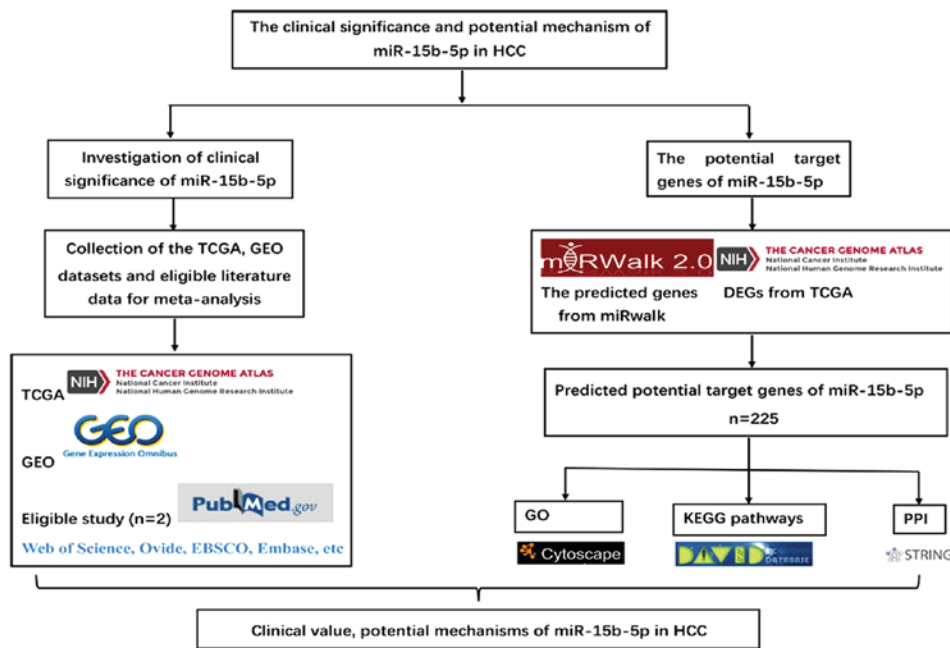 The clinical significance and potential mechanism of
miR-15b-5p in HCC
Investigation of clinical
significance of miR-15b-5p
The potential target
genes of miR-15b-5p
Collection of the TCGA, GEO
datasets and eligible literature
data for meta-analysis
miRWalk 2.0
NIH
THE CANCER GENOME ATLAS
National Cancer Institute
National Human Genome Research Institute
The predicted genes
from miRwalk
DEGs from TCGA
TCGA
NIH
THE CANCER GENOME ATLAS
National Cancer Institute
National Human Genome Research Institute
GEO
Gene Expression Omnibus
GEO
PubMed.gov
Eligible study (n=2)
Web of Science, Ovide, EBSCO, Embase, etc
Predicted potential target genes of miR-15b-5p
n=225
GO
Cytoscape
KEGG pathways
DAVID
DATABASE
PPI
STRING
Clinical value, potential mechanisms of miR-15b-5p in HCC